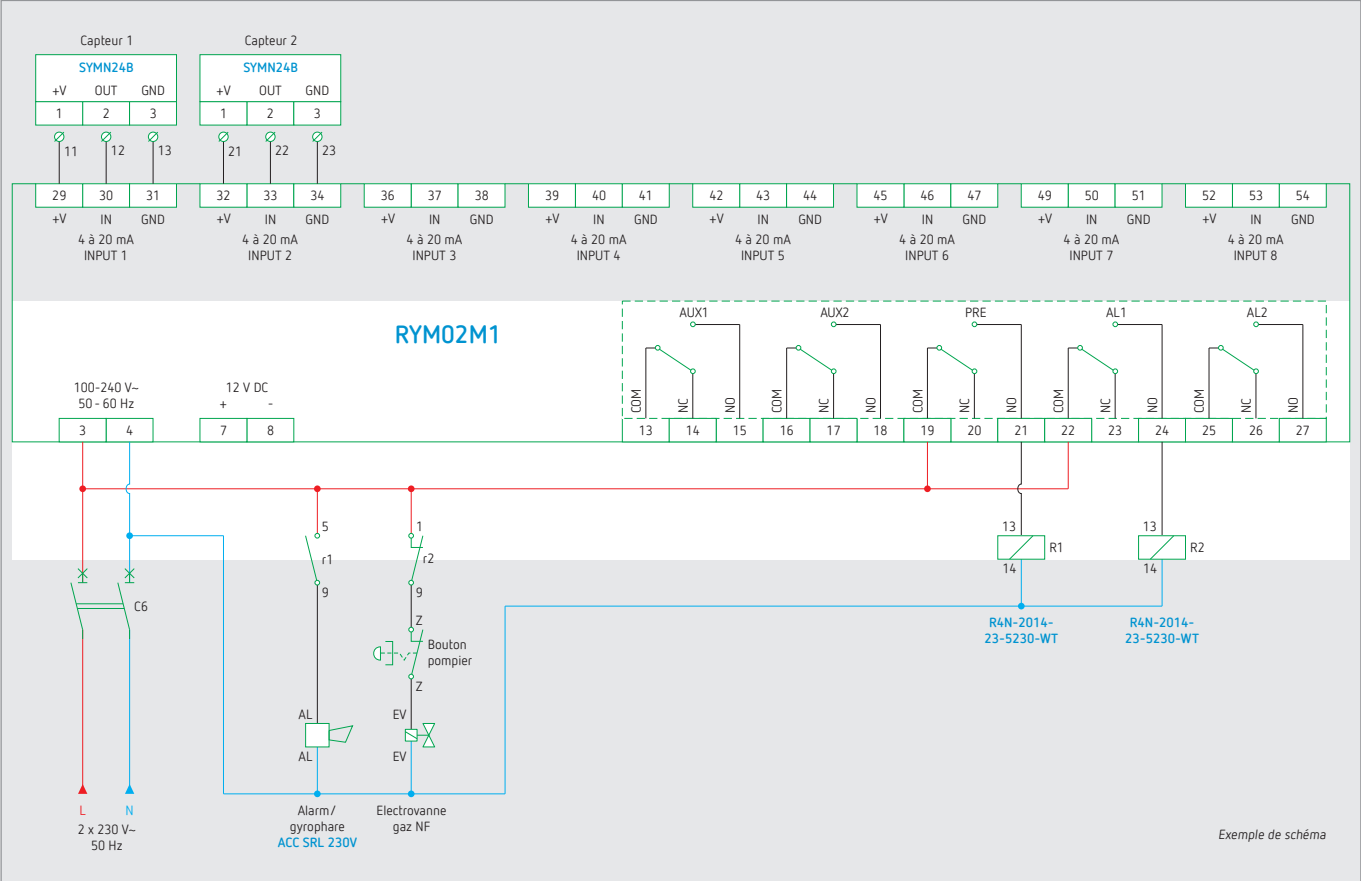 Capteur 1
Capteur 2
SYMN24B
SYMN24B
+V OUT GND
+V OUT GND
1 2 3
1 2 3
11 12 13
21 22 23
29 30 31
32 33 34
36 37 38
39 40 41
42 43 44
45 46 47
49 50 51
52 53 54
+V IN GND
+V IN GND
+V IN GND
+V IN GND
+V IN GND
+V IN GND
+V IN GND
+V IN GND
4 à 20 mA
INPUT 1
4 à 20 mA
INPUT 2
4 à 20 mA
INPUT 3
4 à 20 mA
INPUT 4
4 à 20 mA
INPUT 5
4 à 20 mA
INPUT 6
4 à 20 mA
INPUT 7
4 à 20 mA
INPUT 8
RYM02M1
AUX1
AUX2
PRE
AL1
AL2
COM NC NO
COM NC NO
COM NC NO
COM NC NO
COM NC NO
100-240 V~
50 - 60 Hz
12 V DC
+ -
3 4
7 8
13 14 15 16 17 18 19 20 21 22 23 24 25 26 27
5
r1
9
1
r2
9
13
R1
14
13
R2
14
C6
Z
Bouton
pompier
Z
R4N-2014-
23-5230-WT
R4N-2014-
23-5230-WT
AL
AL
EV
EV
L
N
2 x 230 V~
50 Hz
Alarm/
gyrophare
ACC SRL 230V
Electrovanne
gaz NF
Exemple de schéma